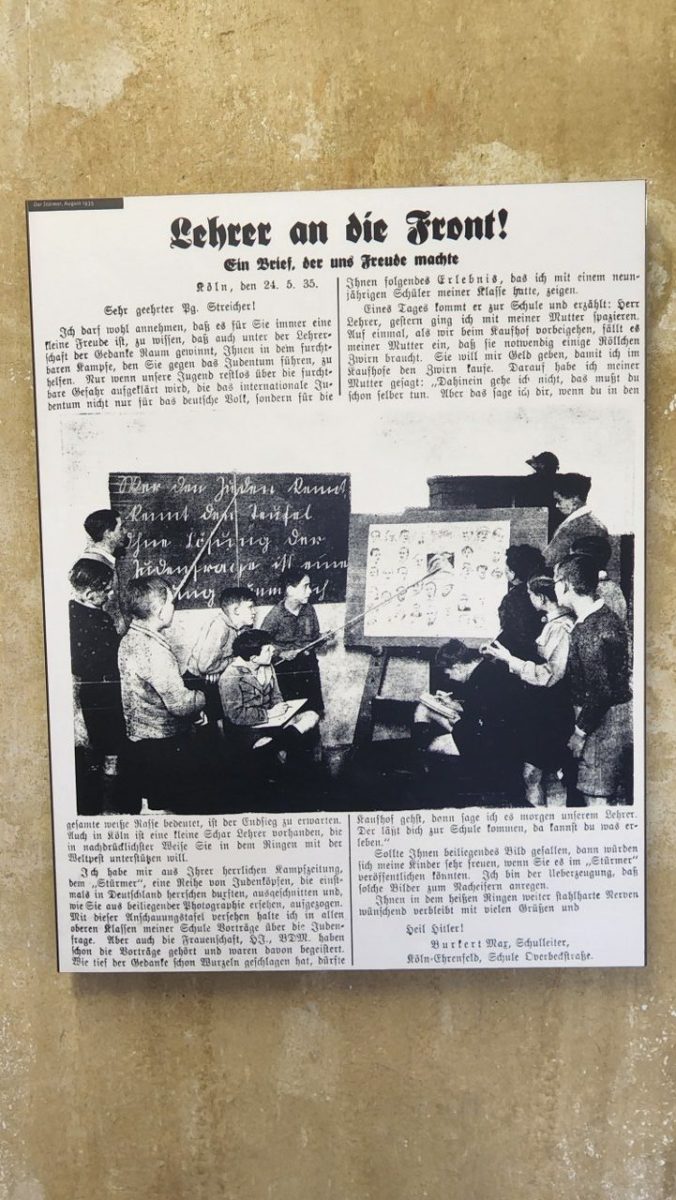 Der Stürmer, August 1935
Lehrer an die Front!
Ein Brief, der uns Freude machte
Köln, den 24. 5. 35.
Sehr geehrter Pg. Streicher!
Ich darf wohl annehmen, daß es für Sie immer eine
kleine Freude ist, zu wissen, daß auch unter der Lehrer-
schaft der Gedanke Raum gewinnt, Ihnen in dem furcht-
baren Kampfe, den Sie gegen das Judentum führen, zu
helfen. Nur wenn unsere Jugend restlos über die furcht-
bare Gefahr aufgeklärt wird, die das internationale Ju-
dentum nicht nur für das deutsche Volk, sondern für die
gesamte weiße Rasse bedeutet, ist der Endsieg zu erwarten.
Auch in Köln ist eine kleine Schar Lehrer vorhanden, die
in nachdrücklichster Weise Sie in dem Ringen mit der
Weltpest unterstützen will.
Ich habe mir aus Ihrer herrlichen Kampfzeitung,
dem „Stürmer", eine Reihe von Judenköpfen, die einst-
mals in Deutschland herrschen durften, ausgeschnitten und,
wie Sie aus beiliegender Photographie ersehen, aufgezogen.
Mit dieser Anschauungstafel versehen halte ich in allen
oberen Klassen meiner Schule Vorträge über die Juden-
frage. Aber auch die Frauenschaft, HJ., BDM. haben
schon die Vorträge gehört und waren davon begeistert.
Wie tief der Gedanke schon Wurzeln geschlagen hat, dürfte
Ihnen folgendes Erlebnis, das ich mit einem neun-
jährigen Schüler meiner Klasse hatte, zeigen.
Eines Tages kommt er zur Schule und erzählt: Herr
Lehrer, gestern ging ich mit meiner Mutter spazieren.
Auf einmal, als wir beim Kaufhof vorbeigehen, fällt es
meiner Mutter ein, daß sie notwendig einige Röllchen
Zwirn braucht. Sie will mir Geld geben, damit ich im
Kaufhofe den Zwirn kaufe. Darauf habe ich meiner
Mutter gesagt: „Dahinein gehe ich nicht, das mußt du
schon selber tun. Aber das sage ich dir, wenn du in den
Kaufhof gehst, dann sage ich es morgen unserem Lehrer.
Der läßt dich zur Schule kommen, da kannst du was er-
leben."
Sollte Ihnen beiliegendes Bild gefallen, dann würden
sich meine Kinder sehr freuen, wenn Sie es im „Stürmer"
veröffentlichen könnten. Ich bin der Ueberzeugung, daß
solche Bilder zum Nacheifern anregen.
Ihnen in dem heißen Ringen weiter stahlharte Nerven
wünschend verbleibt mit vielen Grüßen und
Heil Hitler!
Burkert Max, Schulleiter,
Köln-Ehrenfeld, Schule Overbeckstraße.
Wer den Juden kennt
kennt den Teufel
Ohne Lösung der
Judenfrage ist eine